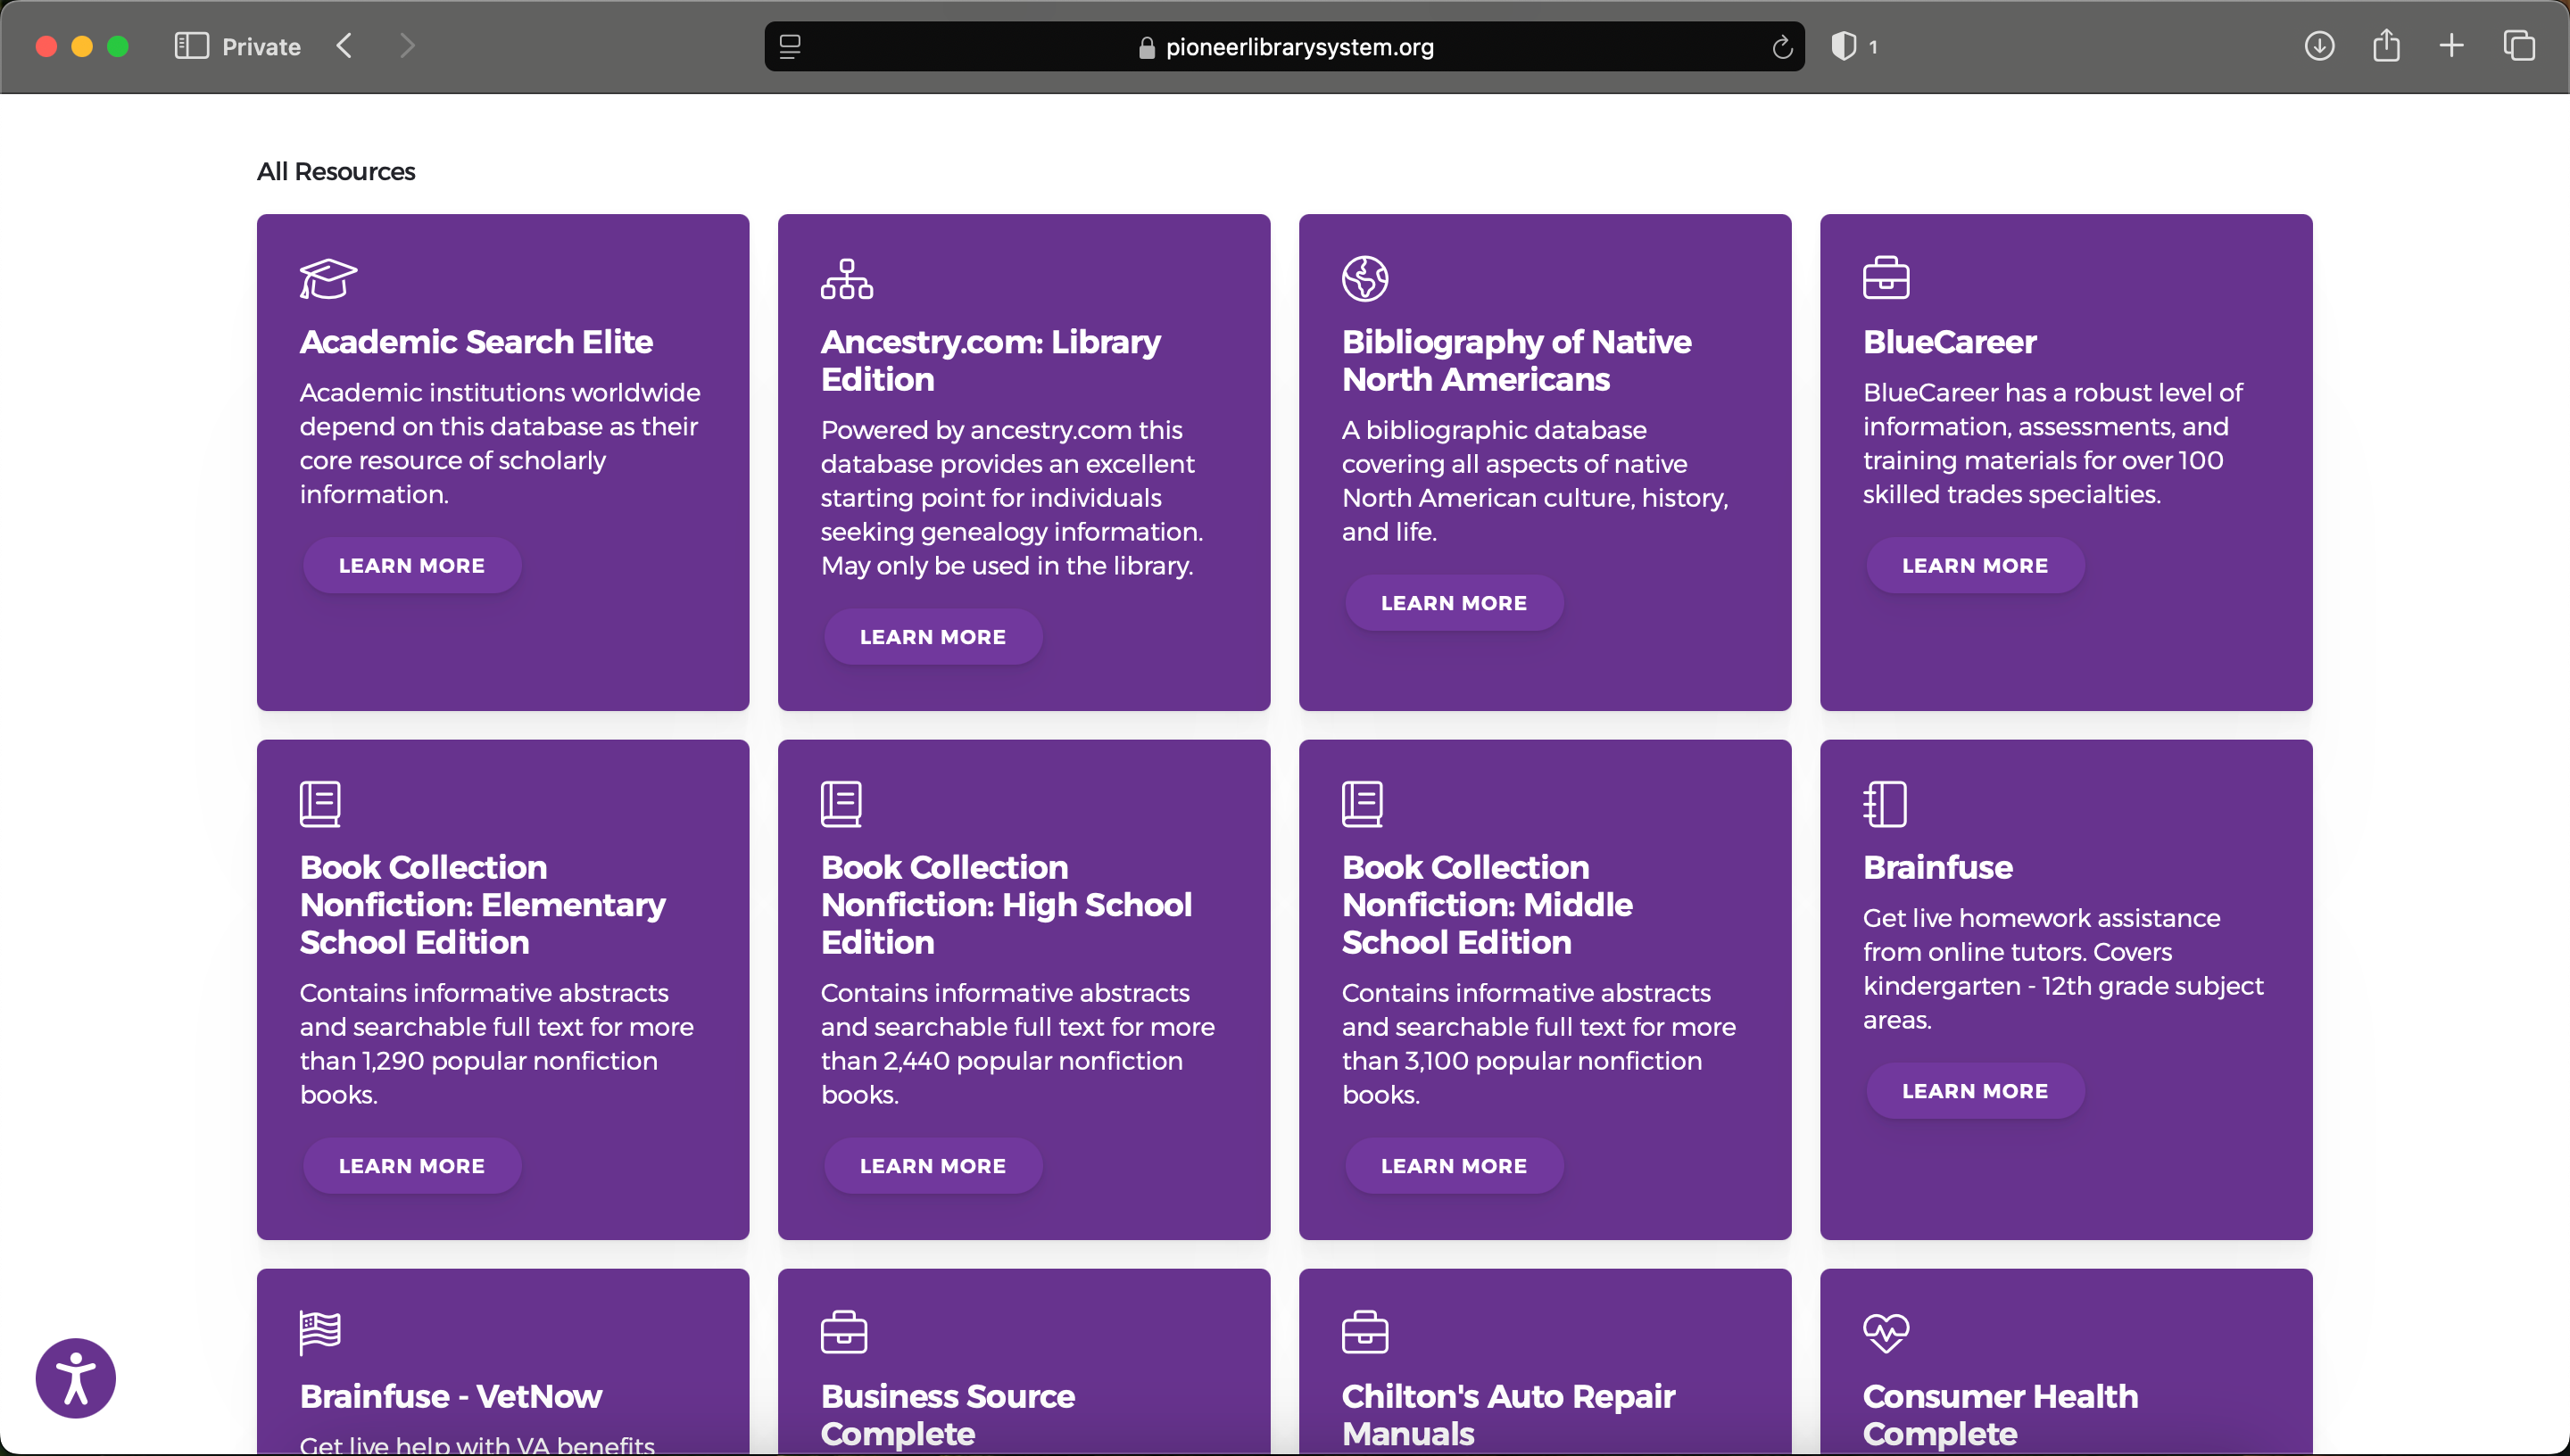 Private
pioneerlibrarysystem.org
1
All Resources
Academic Search Elite
Academic institutions worldwide
depend on this database as their
core resource of scholarly
information.
LEARN MORE
Ancestry.com: Library
Edition
Powered by ancestry.com this
database provides an excellent
starting point for individuals
seeking genealogy information.
May only be used in the library.
LEARN MORE
Bibliography of Native
North Americans
A bibliographic database
covering all aspects of native
North American culture, history,
and life.
LEARN MORE
BlueCareer
BlueCareer has a robust level of
information, assessments, and
training materials for over 100
skilled trades specialties.
LEARN MORE
Book Collection
Nonfiction: Elementary
School Edition
Contains informative abstracts
and searchable full text for more
than 1,290 popular nonfiction
books.
LEARN MORE
Book Collection
Nonfiction: High School
Edition
Contains informative abstracts
and searchable full text for more
than 2,440 popular nonfiction
books.
LEARN MORE
Book Collection
Nonfiction: Middle
School Edition
Contains informative abstracts
and searchable full text for more
than 3,100 popular nonfiction
books.
LEARN MORE
Brainfuse
Get live homework assistance
from online tutors. Covers
kindergarten - 12th grade subject
areas.
LEARN MORE
Brainfuse - VetNow
Get live help with VA benefits
Business Source
Complete
Chilton's Auto Repair
Manuals
Consumer Health
Complete